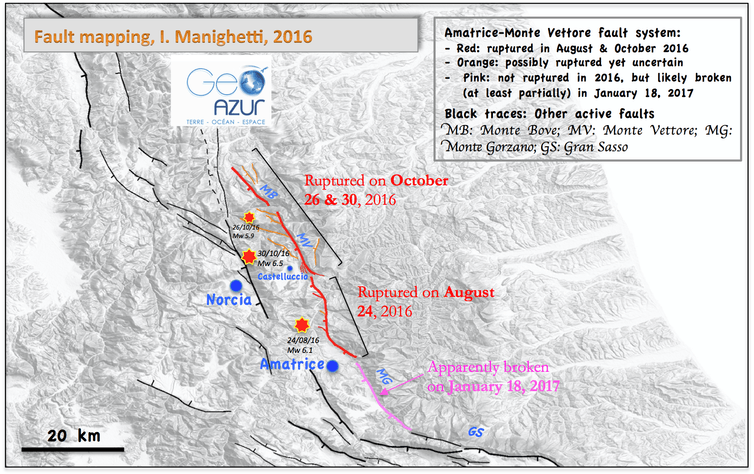 Fault mapping, I. Manighetti, 2016
Amatrice-Monte Vettore fault system:
- Red: ruptured in August & October 2016
- Orange: possibly ruptured yet uncertain
- Pink: not ruptured in 2016, but likely broken
(at least partially) in January 18, 2017
Black traces: Other active faults
MB: Monte Bove; MV: Monte Vettore; MG:
Monte Gorzano; GS: Gran Sasso
GéO
AZUR
TERRE - OCÉAN - ESPACE
MB
Ruptured on October
26 & 30, 2016
26/10/16
Mw5.9
MV
30/10/16
Mw 6.5
Castelluccio
Norcia
Ruptured on August
24, 2016
24/08/16
Mw 6.1
Amatrice
MG
Apparently broken
on January 18, 2017
GS
20 km